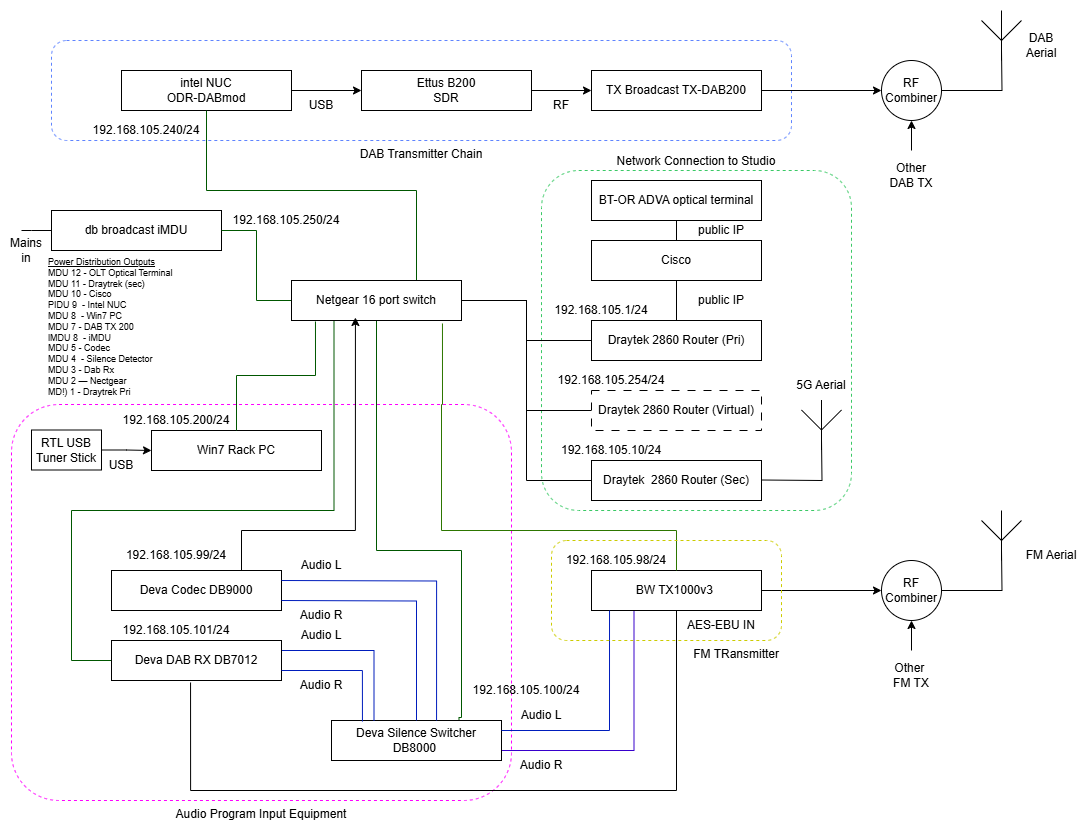 DAB
Aerial
intel NUC
ODR-DABmod
USB
Ettus B200
SDR
RF
TX Broadcast TX-DAB200
RF
Combiner
192.168.105.240/24
DAB Transmitter Chain
Other
DAB TX
Network Connection to Studio
BT-OR ADVA optical terminal
public IP
Cisco
public IP
192.168.105.1/24
Draytek 2860 Router (Pri)
192.168.105.254/24
Draytek 2860 Router (Virtual)
5G Aerial
192.168.105.10/24
Draytek  2860 Router (Sec)
192.168.105.250/24
db broadcast iMDU
Mains
in
Power Distribution Outputs
MDU 12 - OLT Optical Terminal
MDU 11 - Draytrek (sec)
MDU 10 - Cisco
PIDU 9  - Intel NUC
MDU 8  - Win7 PC
MDU 7 - DAB TX 200
IMDU 8  - iMDU
MDU 5 - Codec
MDU 4  - Silence Detector
MDU 3 - Dab Rx
MDU 2 — Nectgear
MD!) 1 - Draytrek Pri
Netgear 16 port switch
192.168.105.200/24
RTL USB
Tuner Stick
USB
Win7 Rack PC
192.168.105.99/24
Deva Codec DB9000
Audio L
Audio R
192.168.105.101/24
Deva DAB RX DB7012
Audio L
Audio R
192.168.105.100/24
Deva Silence Switcher
DB8000
Audio L
Audio R
Audio Program Input Equipment
192.168.105.98/24
BW TX1000v3
AES-EBU IN
FM TRansmitter
RF
Combiner
FM Aerial
Other
FM TX